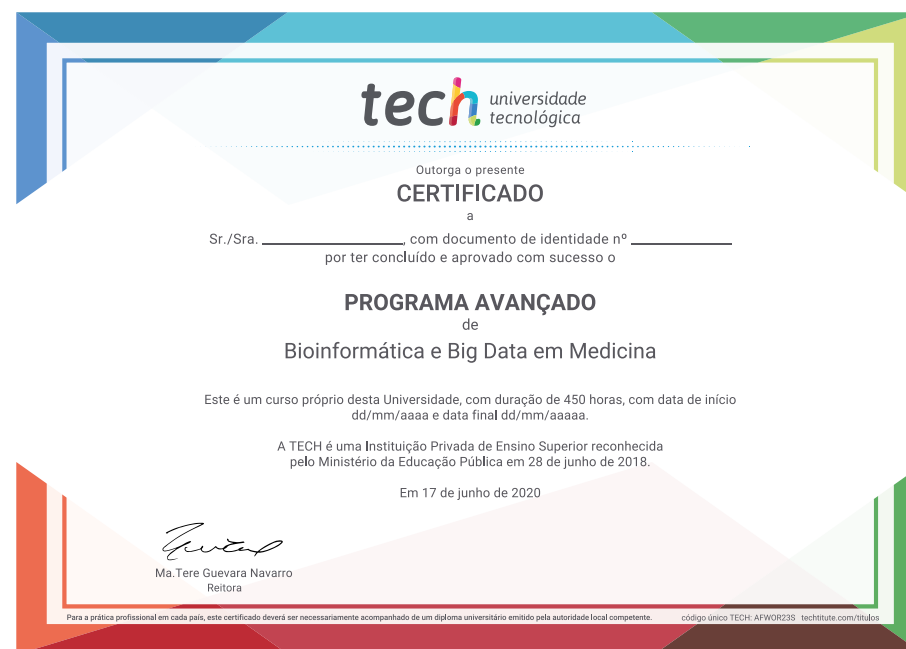 tech universidade
tecnológica
Outorga o presente
CERTIFICADO
a
Sr./Sra. ________________, com documento de identidade nº ____________
por ter concluído e aprovado com sucesso o
PROGRAMA AVANÇADO
de
Bioinformática e Big Data em Medicina
Este é um curso próprio desta Universidade, com duração de 450 horas, com data de início
dd/mm/aaaa e data final dd/mm/aaaaa.
A TECH é uma Instituição Privada de Ensino Superior reconhecida
pelo Ministério da Educação Pública em 28 de junho de 2018.
Em 17 de junho de 2020
Ma.Tere Guevara Navarro
Reitora
Para a prática profissional em cada país, este certificado deverá ser necessariamente acompanhado de um diploma universitário emitido pela autoridade local competente. código único TECH: AFWOR23S techtitute.com/titulos